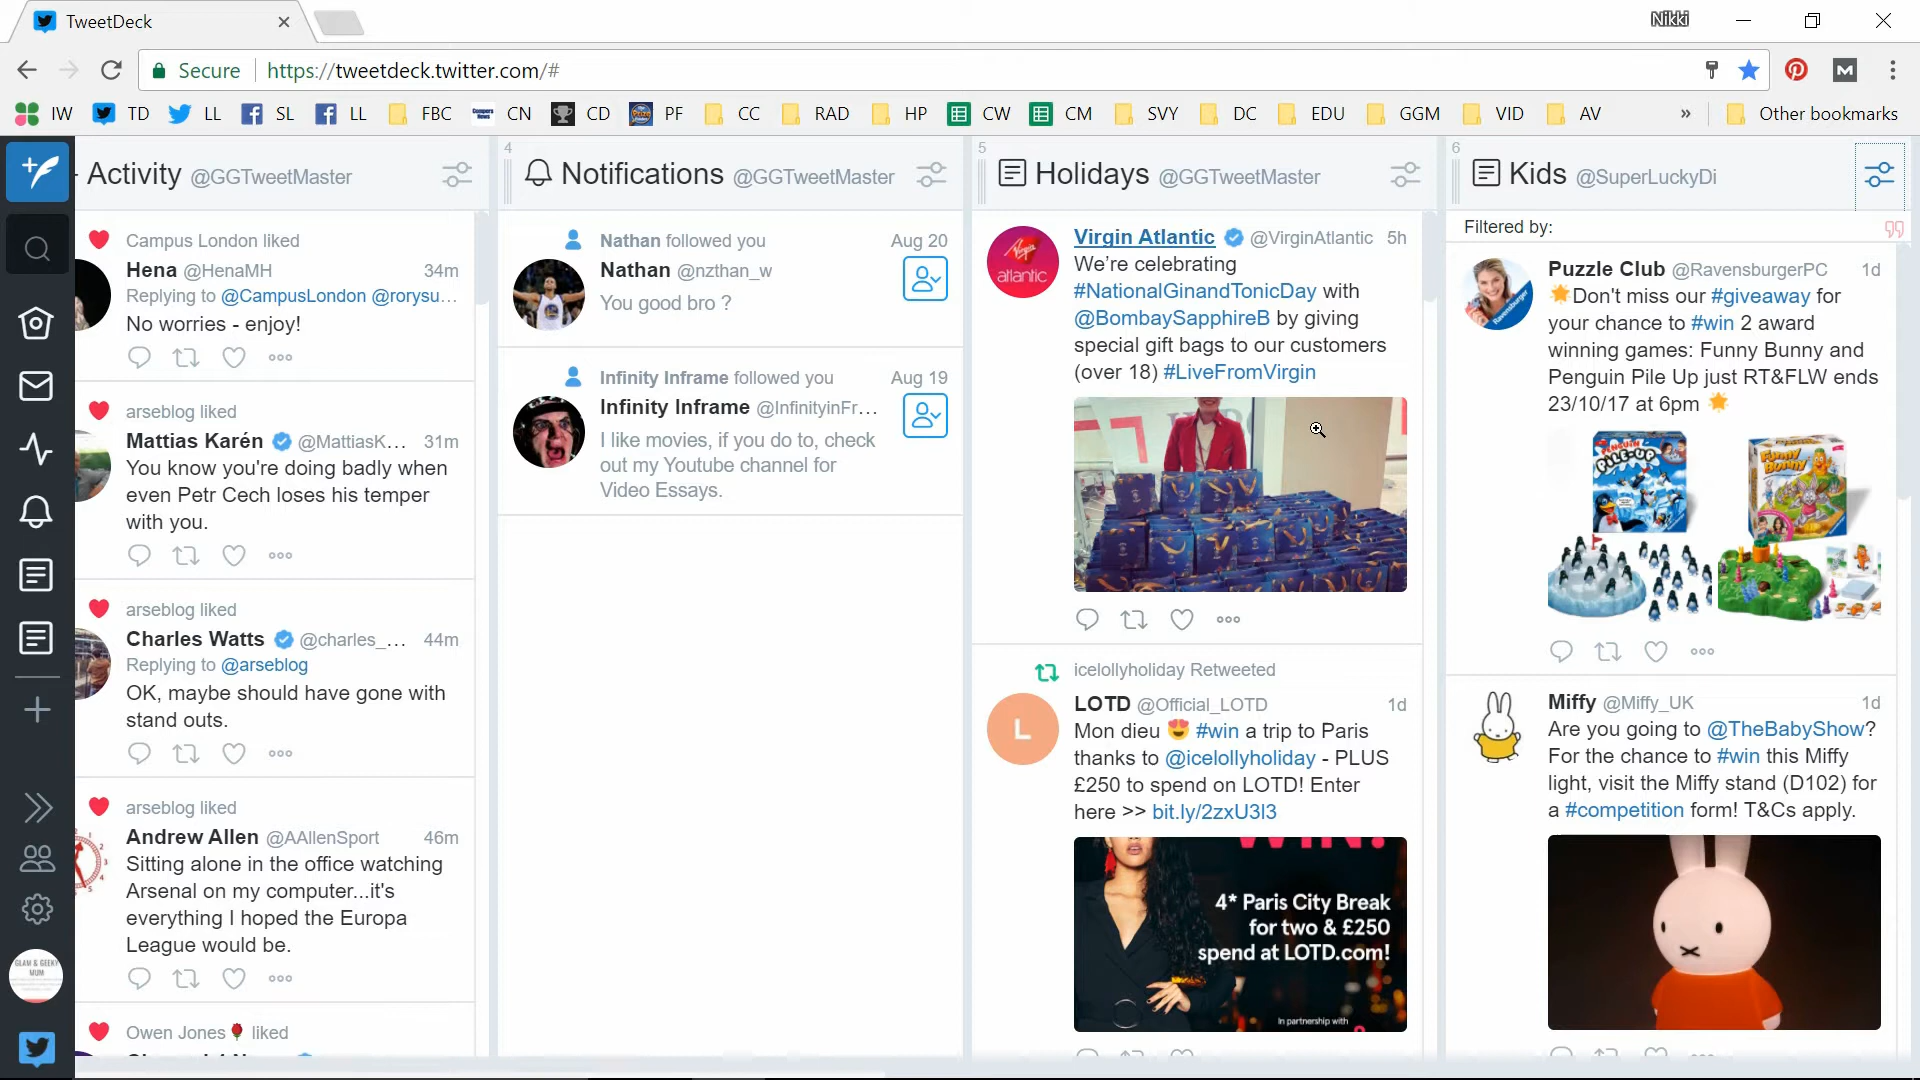 TweetDeck
Nikki
Secure https://tweetdeck.twitter.com/#
IW TD LL SL LL FBC CN CD PF CC RAD HP CW CM SVY DC EDU GGM VID AV » Other bookmarks
Activity @GGTweetMaster
Campus London liked
Hena @HenaMH 34m
Replying to @CampusLondon @rorysu...
No worries - enjoy!
arseblog liked
Mattias Karén @MattiasK... 31m
You know you're doing badly when
even Petr Cech loses his temper
with you.
arseblog liked
Charles Watts @charles_... 44m
Replying to @arseblog
OK, maybe should have gone with
stand outs.
arseblog liked
Andrew Allen @AAllenSport 46m
Sitting alone in the office watching
Arsenal on my computer...it's
everything I hoped the Europa
League would be.
Owen Jones🌹 liked
GLAM & GEEKY
MUM
4
Notifications @GGTweetMaster
Nathan followed you Aug 20
Nathan @nzthan_w
You good bro ?
Infinity Inframe followed you Aug 19
Infinity Inframe @InfinityinFr...
I like movies, if you do to, check
out my Youtube channel for
Video Essays.
5
Holidays @GGTweetMaster
Virgin Atlantic @VirginAtlantic 5h
We're celebrating
#NationalGinandTonicDay with
@BombaySapphireB by giving
special gift bags to our customers
(over 18) #LiveFromVirgin
atlantic
icelollyholiday Retweeted
LOTD @Official_LOTD 1d
L
Mon dieu 😍 #win a trip to Paris
thanks to @icelollyholiday - PLUS
£250 to spend on LOTD! Enter
here >> bit.ly/2zxU3l3
WIN!
4* Paris City Break
for two & £250
spend at LOTD.com!
In partnership with
6
Kids @SuperLuckyDi
Filtered by:
Puzzle Club @RavensburgerPC 1d
Ravensburger
🌟Don't miss our #giveaway for
your chance to #win 2 award
winning games: Funny Bunny and
Penguin Pile Up just RT&FLW ends
23/10/17 at 6pm 🌟
PENGUIN
PILE-UP
Funny
Bunny
Miffy @Miffy_UK 1d
Are you going to @TheBabyShow?
For the chance to #win this Miffy
light, visit the Miffy stand (D102) for
a #competition form! T&Cs apply.